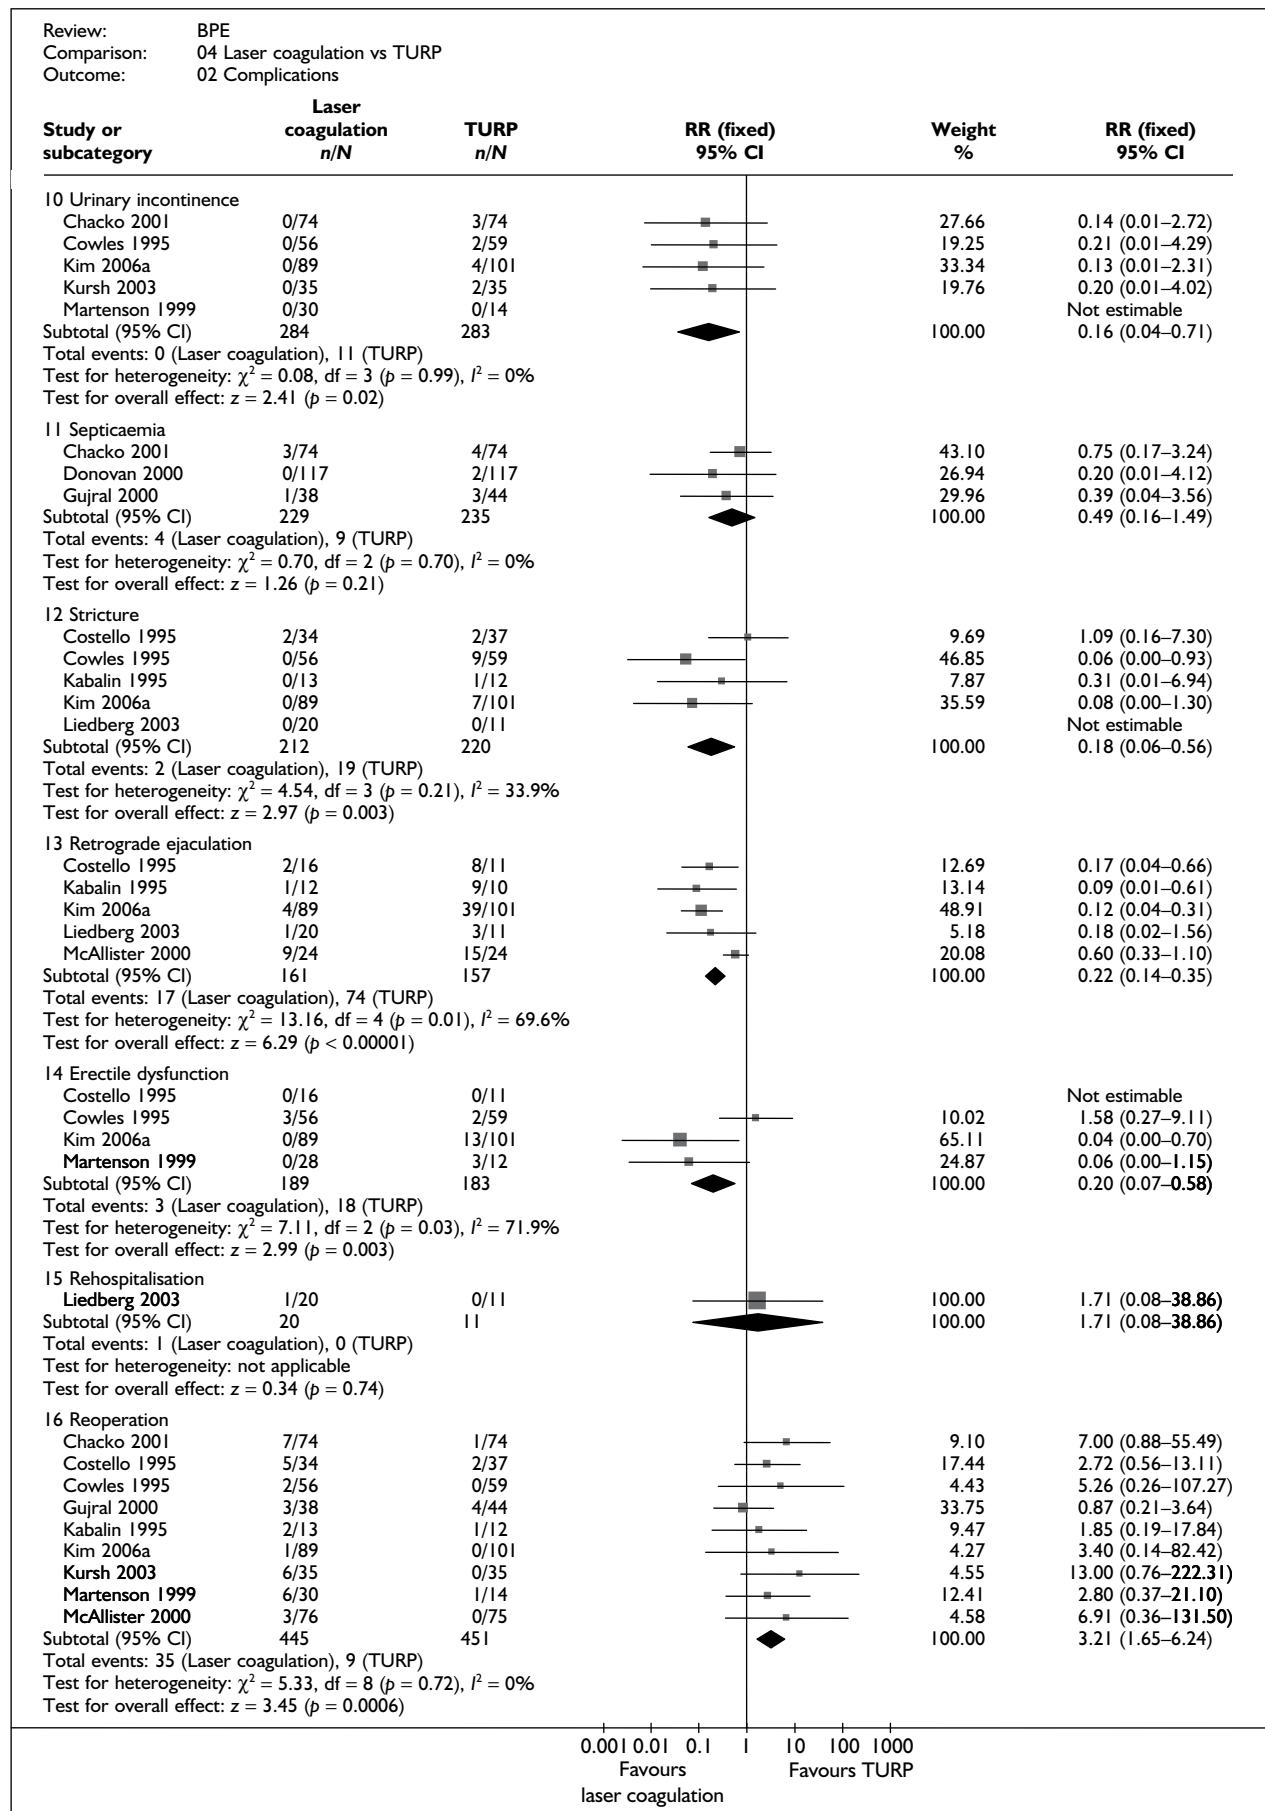 Review: BPE
Comparison: 04 Laser coagulation vs TURP
Outcome: 02 Complications
Laser
Study or coagulation TURP RR (fixed) Weight RR (fixed)
subcategory n/N n/N 95% CI % 95% CI
10 Urinary incontinence
Chacko 2001 0/74 3/74 27.66 0.14 (0.01–2.72)
Cowles 1995 0/56 2/59 19.25 0.21 (0.01–4.29)
Kim 2006a 0/89 4/101 33.34 0.13 (0.01–2.31)
Kursh 2003 0/35 2/35 19.76 0.20 (0.01–4.02)
Martenson 1999 0/30 0/14 Not estimable
Subtotal (95% CI) 284 283 100.00 0.16 (0.04–0.71)
Total events: 0 (Laser coagulation), 11 (TURP)
Test for heterogeneity: χ² = 0.08, df = 3 (p = 0.99), I² = 0%
Test for overall effect: z = 2.41 (p = 0.02)
11 Septicaemia
Chacko 2001 3/74 4/74 43.10 0.75 (0.17–3.24)
Donovan 2000 0/117 2/117 26.94 0.20 (0.01–4.12)
Gujral 2000 1/38 3/44 29.96 0.39 (0.04–3.56)
Subtotal (95% CI) 229 235 100.00 0.49 (0.16–1.49)
Total events: 4 (Laser coagulation), 9 (TURP)
Test for heterogeneity: χ² = 0.70, df = 2 (p = 0.70), I² = 0%
Test for overall effect: z = 1.26 (p = 0.21)
12 Stricture
Costello 1995 2/34 2/37 9.69 1.09 (0.16–7.30)
Cowles 1995 0/56 9/59 46.85 0.06 (0.00–0.93)
Kabalin 1995 0/13 1/12 7.87 0.31 (0.01–6.94)
Kim 2006a 0/89 7/101 35.59 0.08 (0.00–1.30)
Liedberg 2003 0/20 0/11 Not estimable
Subtotal (95% CI) 212 220 100.00 0.18 (0.06–0.56)
Total events: 2 (Laser coagulation), 19 (TURP)
Test for heterogeneity: χ² = 4.54, df = 3 (p = 0.21), I² = 33.9%
Test for overall effect: z = 2.97 (p = 0.003)
13 Retrograde ejaculation
Costello 1995 2/16 8/11 12.69 0.17 (0.04–0.66)
Kabalin 1995 1/12 9/10 13.14 0.09 (0.01–0.61)
Kim 2006a 4/89 39/101 48.91 0.12 (0.04–0.31)
Liedberg 2003 1/20 3/11 5.18 0.18 (0.02–1.56)
McAllister 2000 9/24 15/24 20.08 0.60 (0.33–1.10)
Subtotal (95% CI) 161 157 100.00 0.22 (0.14–0.35)
Total events: 17 (Laser coagulation), 74 (TURP)
Test for heterogeneity: χ² = 13.16, df = 4 (p = 0.01), I² = 69.6%
Test for overall effect: z = 6.29 (p < 0.00001)
14 Erectile dysfunction
Costello 1995 0/16 0/11 Not estimable
Cowles 1995 3/56 2/59 10.02 1.58 (0.27–9.11)
Kim 2006a 0/89 13/101 65.11 0.04 (0.00–0.70)
Martenson 1999 0/28 3/12 24.87 0.06 (0.00–1.15)
Subtotal (95% CI) 189 183 100.00 0.20 (0.07–0.58)
Total events: 3 (Laser coagulation), 18 (TURP)
Test for heterogeneity: χ² = 7.11, df = 2 (p = 0.03), I² = 71.9%
Test for overall effect: z = 2.99 (p = 0.003)
15 Rehospitalisation
Liedberg 2003 1/20 0/11 100.00 1.71 (0.08–38.86)
Subtotal (95% CI) 20 11 100.00 1.71 (0.08–38.86)
Total events: 1 (Laser coagulation), 0 (TURP)
Test for heterogeneity: not applicable
Test for overall effect: z = 0.34 (p = 0.74)
16 Reoperation
Chacko 2001 7/74 1/74 9.10 7.00 (0.88–55.49)
Costello 1995 5/34 2/37 17.44 2.72 (0.56–13.11)
Cowles 1995 2/56 0/59 4.43 5.26 (0.26–107.27)
Gujral 2000 3/38 4/44 33.75 0.87 (0.21–3.64)
Kabalin 1995 2/13 1/12 9.47 1.85 (0.19–17.84)
Kim 2006a 1/89 0/101 4.27 3.40 (0.14–82.42)
Kursh 2003 6/35 0/35 4.55 13.00 (0.76–222.31)
Martenson 1999 6/30 1/14 12.41 2.80 (0.37–21.10)
McAllister 2000 3/76 0/75 4.58 6.91 (0.36–131.50)
Subtotal (95% CI) 445 451 100.00 3.21 (1.65–6.24)
Total events: 35 (Laser coagulation), 9 (TURP)
Test for heterogeneity: χ² = 5.33, df = 8 (p = 0.72), I² = 0%
Test for overall effect: z = 3.45 (p = 0.0006)
0.001 0.01 0.1 1 10 100 1000
Favours Favours TURP
laser coagulation